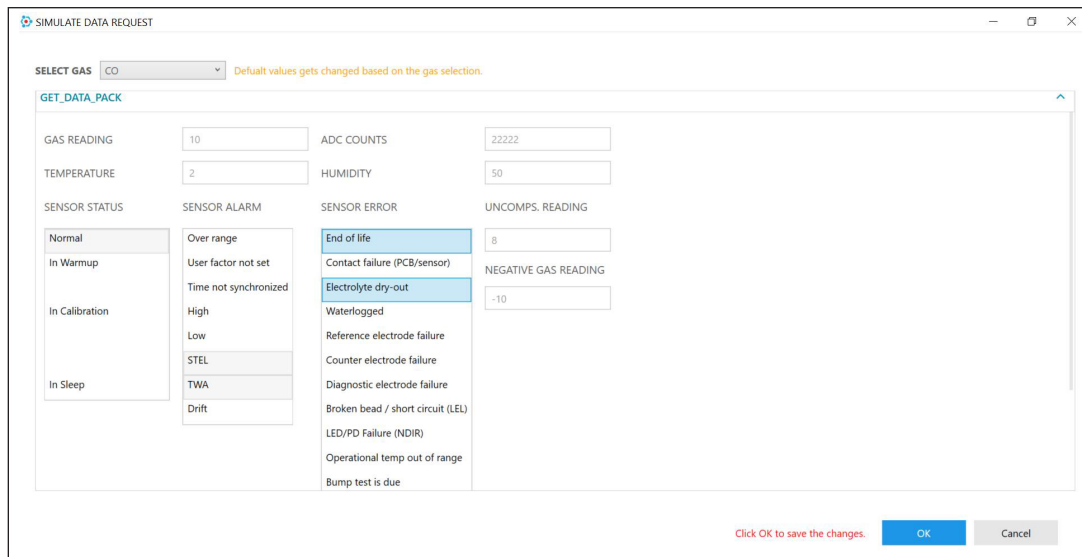 SIMULATE DATA REQUEST
SELECT GAS CO Defualt values gets changed based on the gas selection.
GET_DATA_PACK
GAS READING 10 ADC COUNTS 22222
TEMPERATURE 2 HUMIDITY 50
SENSOR STATUS SENSOR ALARM SENSOR ERROR UNCOMPS. READING
Normal Over range End of life 8
In Warmup User factor not set Contact failure (PCB/sensor) NEGATIVE GAS READING
Time not synchronized Electrolyte dry-out -10
In Calibration High Waterlogged
Low Reference electrode failure
STEL Counter electrode failure
In Sleep TWA Diagnostic electrode failure
Drift Broken bead / short circuit (LEL)
LED/PD Failure (NDIR)
Operational temp out of range
Bump test is due
Click OK to save the changes. OK Cancel